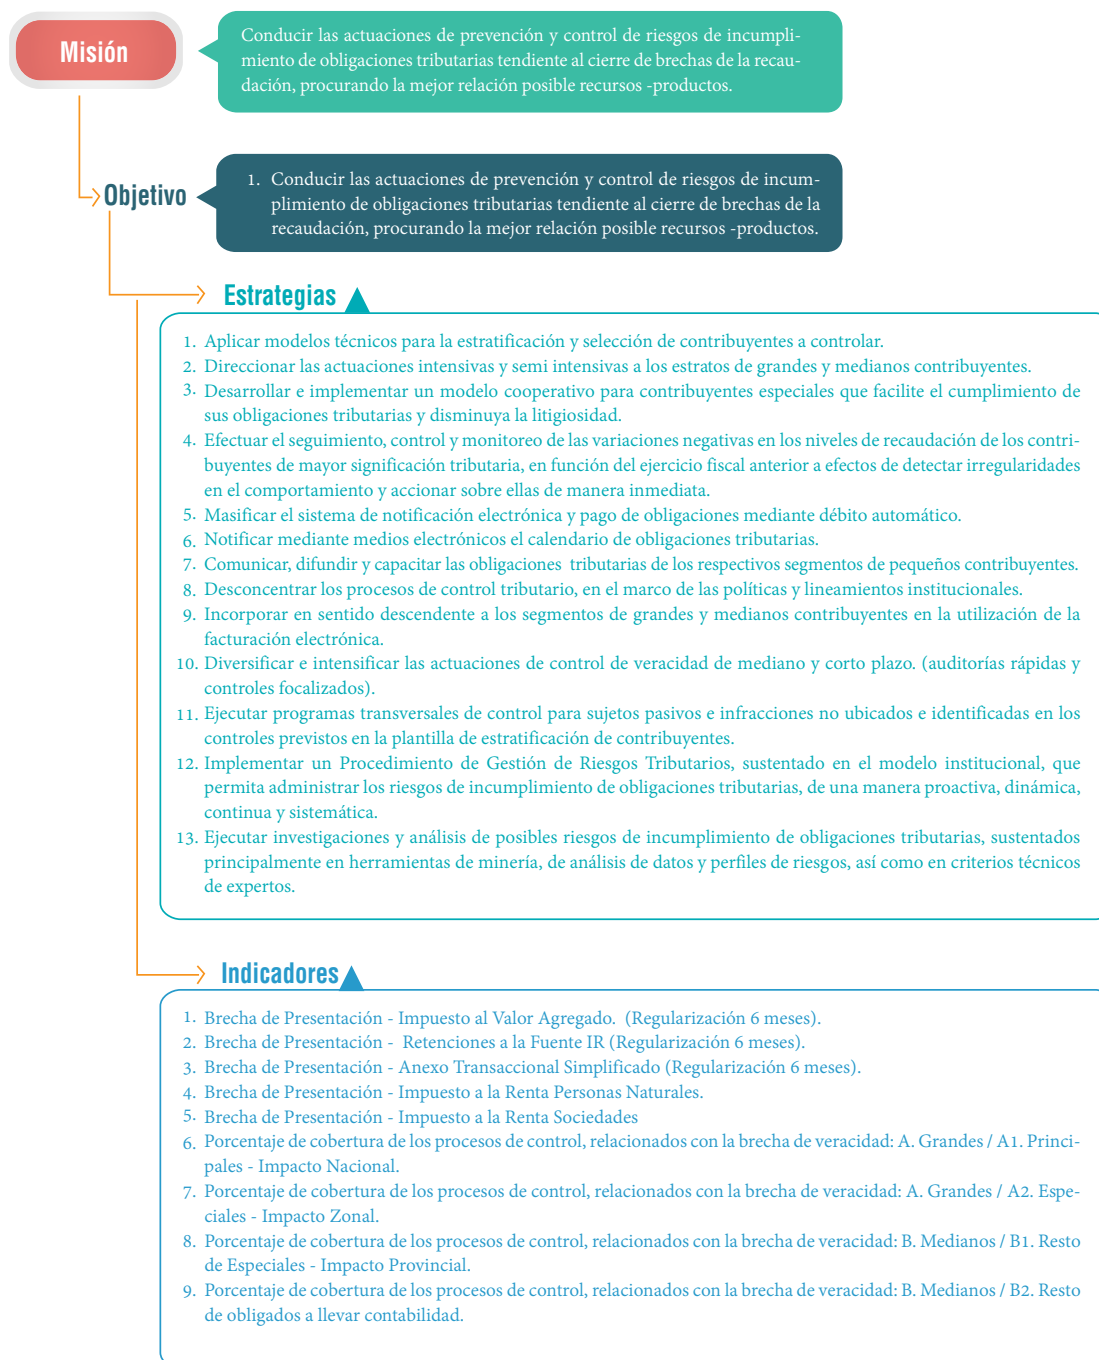 Misión
Conducir las actuaciones de prevención y control de riesgos de incumpli-
miento de obligaciones tributarias tendiente al cierre de brechas de la recau-
dación, procurando la mejor relación posible recursos -productos.
Objetivo
1. Conducir las actuaciones de prevención y control de riesgos de incum-
plimiento de obligaciones tributarias tendiente al cierre de brechas de la
recaudación, procurando la mejor relación posible recursos -productos.
Estrategias
1. Aplicar modelos técnicos para la estratificación y selección de contribuyentes a controlar.
2. Direccionar las actuaciones intensivas y semi intensivas a los estratos de grandes y medianos contribuyentes.
3. Desarrollar e implementar un modelo cooperativo para contribuyentes especiales que facilite el cumplimiento de
sus obligaciones tributarias y disminuya la litigiosidad.
4. Efectuar el seguimiento, control y monitoreo de las variaciones negativas en los niveles de recaudación de los contri-
buyentes de mayor significación tributaria, en función del ejercicio fiscal anterior a efectos de detectar irregularidades
en el comportamiento y accionar sobre ellas de manera inmediata.
5. Masificar el sistema de notificación electrónica y pago de obligaciones mediante débito automático.
6. Notificar mediante medios electrónicos el calendario de obligaciones tributarias.
7. Comunicar, difundir y capacitar las obligaciones tributarias de los respectivos segmentos de pequeños contribuyentes.
8. Desconcentrar los procesos de control tributario, en el marco de las políticas y lineamientos institucionales.
9. Incorporar en sentido descendente a los segmentos de grandes y medianos contribuyentes en la utilización de la
facturación electrónica.
10. Diversificar e intensificar las actuaciones de control de veracidad de mediano y corto plazo. (auditorías rápidas y
controles focalizados).
11. Ejecutar programas transversales de control para sujetos pasivos e infracciones no ubicados e identificadas en los
controles previstos en la plantilla de estratificación de contribuyentes.
12. Implementar un Procedimiento de Gestión de Riesgos Tributarios, sustentado en el modelo institucional, que
permita administrar los riesgos de incumplimiento de obligaciones tributarias, de una manera proactiva, dinámica,
continua y sistemática.
13. Ejecutar investigaciones y análisis de posibles riesgos de incumplimiento de obligaciones tributarias, sustentados
principalmente en herramientas de minería, de análisis de datos y perfiles de riesgos, así como en criterios técnicos
de expertos.
Indicadores
1. Brecha de Presentación - Impuesto al Valor Agregado. (Regularización 6 meses).
2. Brecha de Presentación - Retenciones a la Fuente IR (Regularización 6 meses).
3. Brecha de Presentación - Anexo Transaccional Simplificado (Regularización 6 meses).
4. Brecha de Presentación - Impuesto a la Renta Personas Naturales.
5. Brecha de Presentación - Impuesto a la Renta Sociedades
6. Porcentaje de cobertura de los procesos de control, relacionados con la brecha de veracidad: A. Grandes / A1. Princi-
pales - Impacto Nacional.
7. Porcentaje de cobertura de los procesos de control, relacionados con la brecha de veracidad: A. Grandes / A2. Espe-
ciales - Impacto Zonal.
8. Porcentaje de cobertura de los procesos de control, relacionados con la brecha de veracidad: B. Medianos / B1. Resto
de Especiales - Impacto Provincial.
9. Porcentaje de cobertura de los procesos de control, relacionados con la brecha de veracidad: B. Medianos / B2. Resto
de obligados a llevar contabilidad.